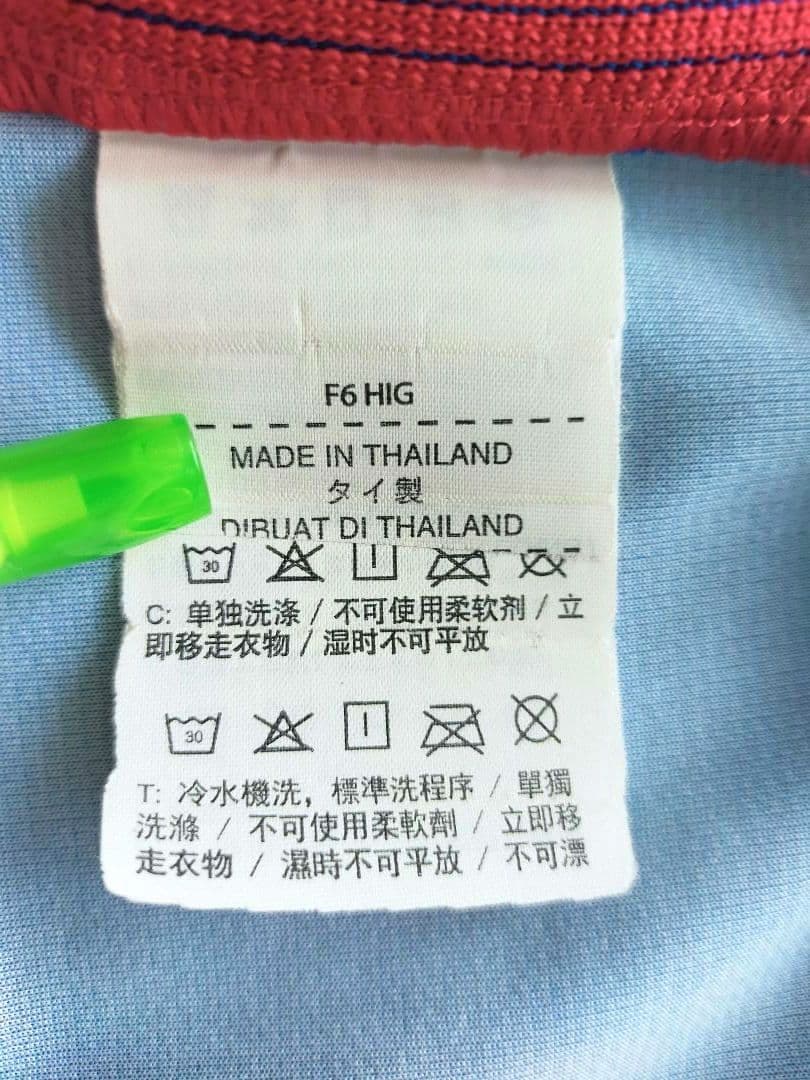 F6 HIG
MADE IN THAILAND
タイ製
DIBUAT DI THAILAND
30
C: 单独洗涤 / 不可使用柔软剂 / 立
即移走衣物 / 湿时不可平放
30
T: 冷水機洗，標準洗程序 / 單獨
洗滌 / 不可使用柔軟劑 / 立即移
走衣物 / 濕時不可平放 / 不可漂